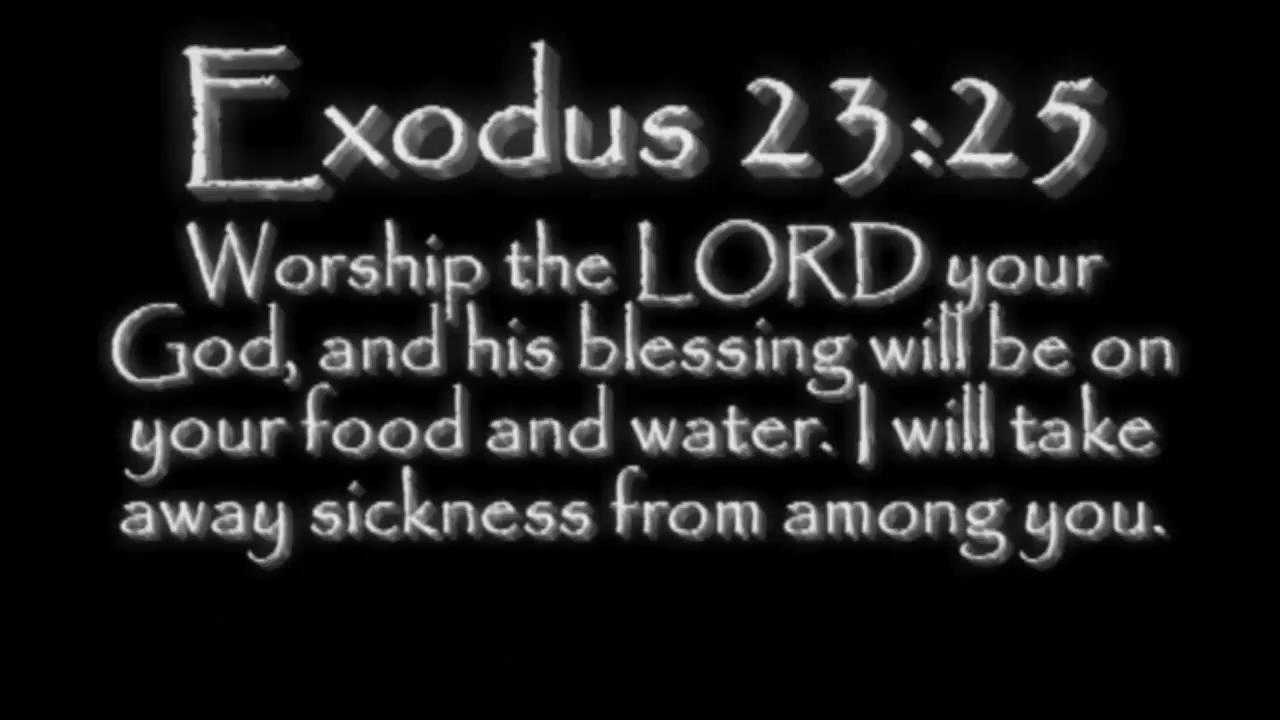 Exodus 23:25
Worship the LORD your
God, and his blessing will be on
your food and water. I will take
away sickness from among you.